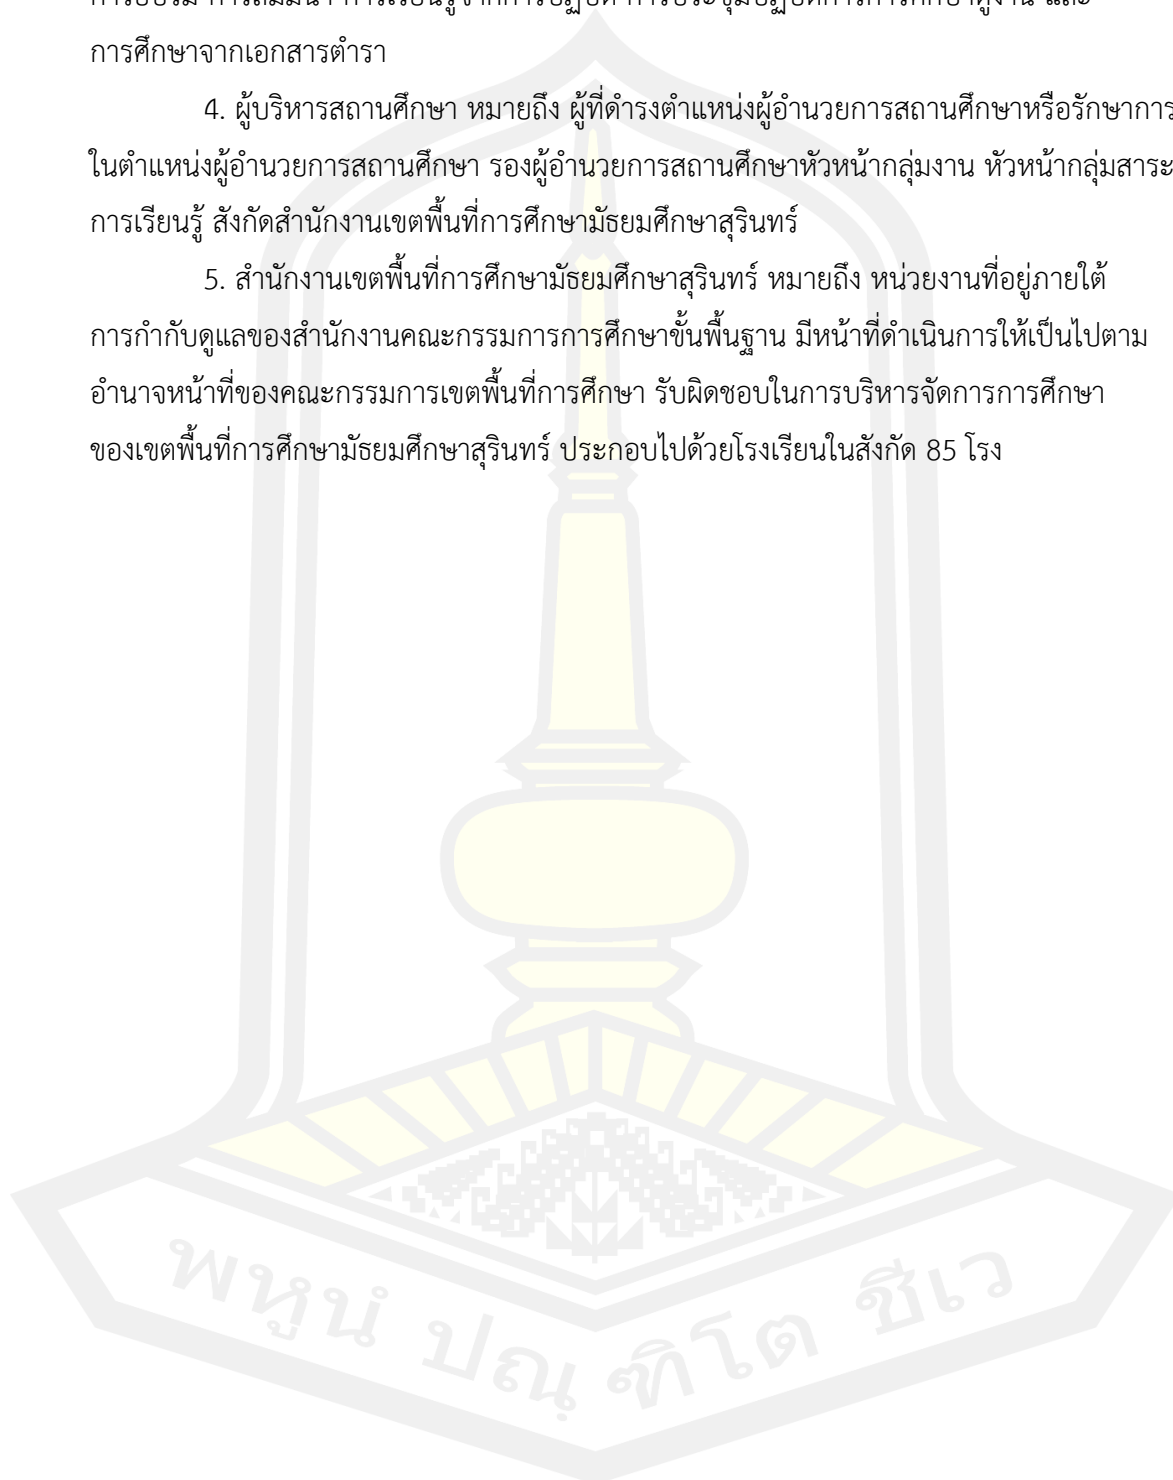 การศึกษาจากเอกสารตำรา
4. ผู้บริหารสถานศึกษา หมายถึง ผู้ที่ดำรงตำแหน่งผู้อำนวยการสถานศึกษาหรือรักษาการ
ในตำแหน่งผู้อำนวยการสถานศึกษา รองผู้อำนวยการสถานศึกษาหัวหน้ากลุ่มงาน หัวหน้ากลุ่มสาระ
การเรียนรู้ สังกัดสำนักงานเขตพื้นที่การศึกษามัธยมศึกษาสุรินทร์
5. สำนักงานเขตพื้นที่การศึกษามัธยมศึกษาสุรินทร์ หมายถึง หน่วยงานที่อยู่ภายใต้
การกำกับดูแลของสำนักงานคณะกรรมการการศึกษาขั้นพื้นฐาน มีหน้าที่ดำเนินการให้เป็นไปตาม
อำนาจหน้าที่ของคณะกรรมการเขตพื้นที่การศึกษา รับผิดชอบในการบริหารจัดการการศึกษา
ของเขตพื้นที่การศึกษามัธยมศึกษาสุรินทร์ ประกอบไปด้วยโรงเรียนในสังกัด 85 โรง
พหูนํ ปณฺฑิโต ชีเว